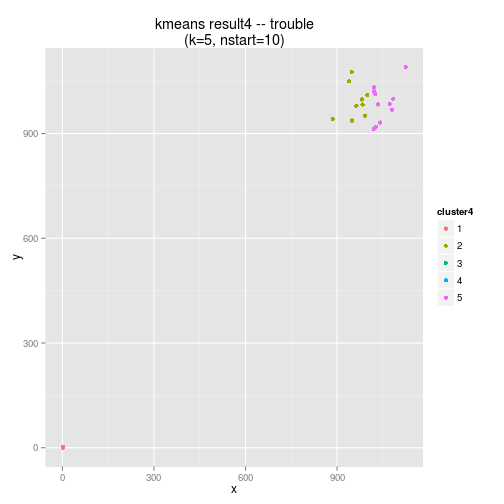 kmeans result4 -- trouble
(k=5, nstart=10)
900
600
300
0
y
0
300
600
900
x
cluster4
1
2
3
4
5